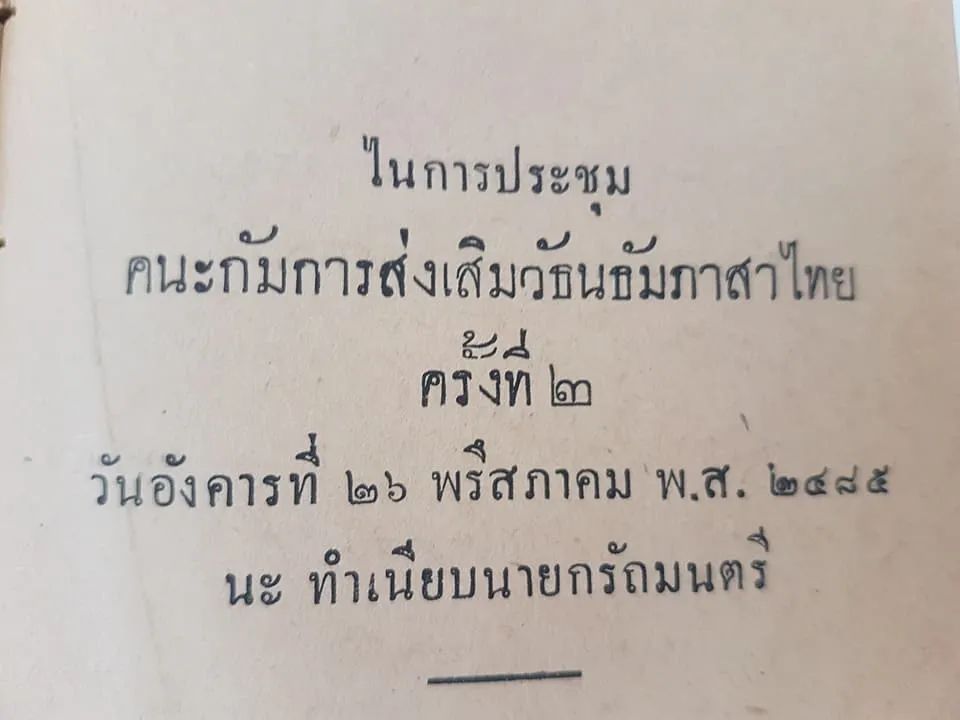 ในการประชุม
คนะกัมการส่งเสิมวัธนธัมภาสาไทย
ครั้งที่ ๒
วันอังคารที่ ๒๖ พรึสภาคม พ.ส. ๒๔๘๕
นะ ทำเนียบนายกรัถมนตรี